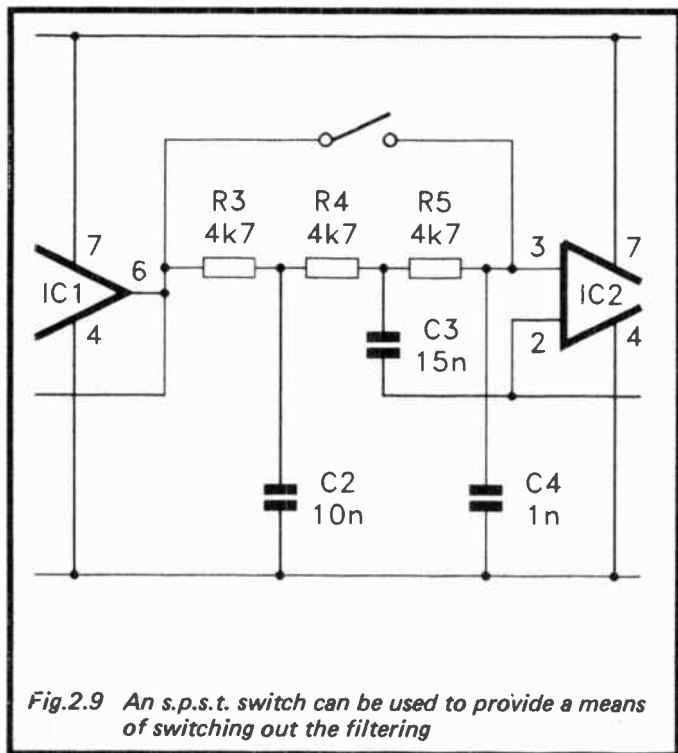 R3 R4 R5
4k7 4k7 4k7
7 6 3 7
IC1 IC2
4 2 4
C3
15n
C2 C4
10n 1n
Fig.2.9 An s.p.s.t. switch can be used to provide a means
of switching out the filtering